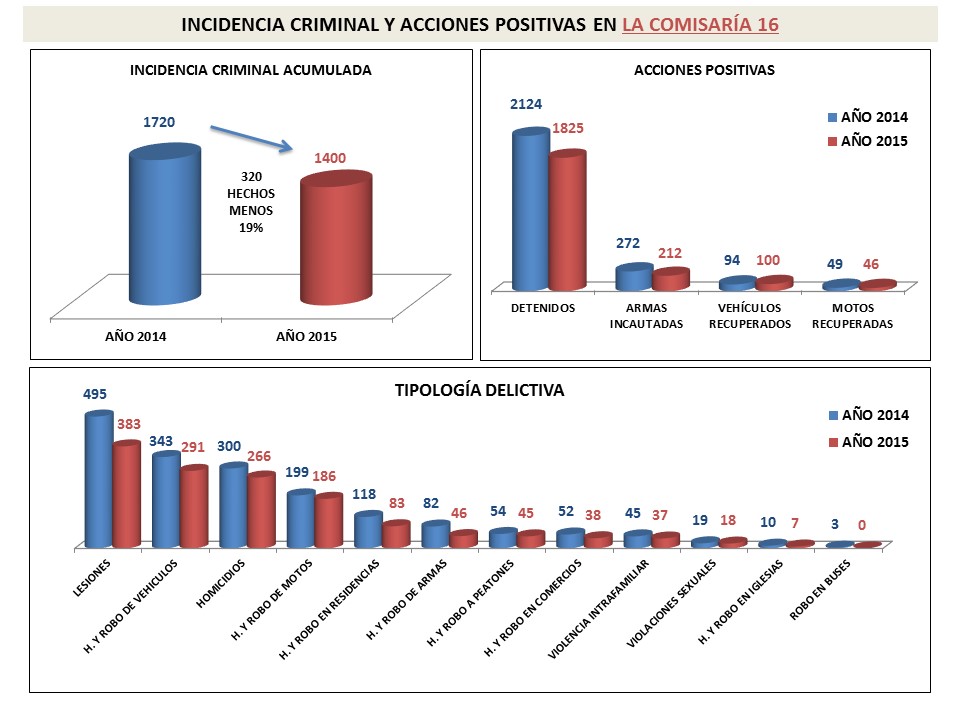 INCIDENCIA CRIMINAL Y ACCIONES POSITIVAS EN LA COMISARÍA 16
INCIDENCIA CRIMINAL ACUMULADA
1720
1400
320
HECHOS
MENOS
19%
AÑO 2014
AÑO 2015
ACCIONES POSITIVAS
AÑO 2014
AÑO 2015
2124
1825
272
212
94
100
49
46
DETENIDOS
ARMAS
INCAUTADAS
VEHÍCULOS
RECUPERADOS
MOTOS
RECUPERADAS
TIPOLOGÍA DELICTIVA
AÑO 2014
AÑO 2015
495
383
343
291
300
266
199
186
118
83
82
46
54
45
52
38
45
37
19
18
10
7
3
0
LESIONES
H. Y ROBO DE VEHICULOS
HOMICIDIOS
H. Y ROBO DE MOTOS
H. Y ROBO EN RESIDENCIAS
H. Y ROBO DE ARMAS
H. Y ROBO A PEATONES
H. Y ROBO EN COMERCIOS
VIOLENCIA INTRAFAMILIAR
VIOLACIONES SEXUALES
H. Y ROBO EN IGLESIAS
ROBO EN BUSES